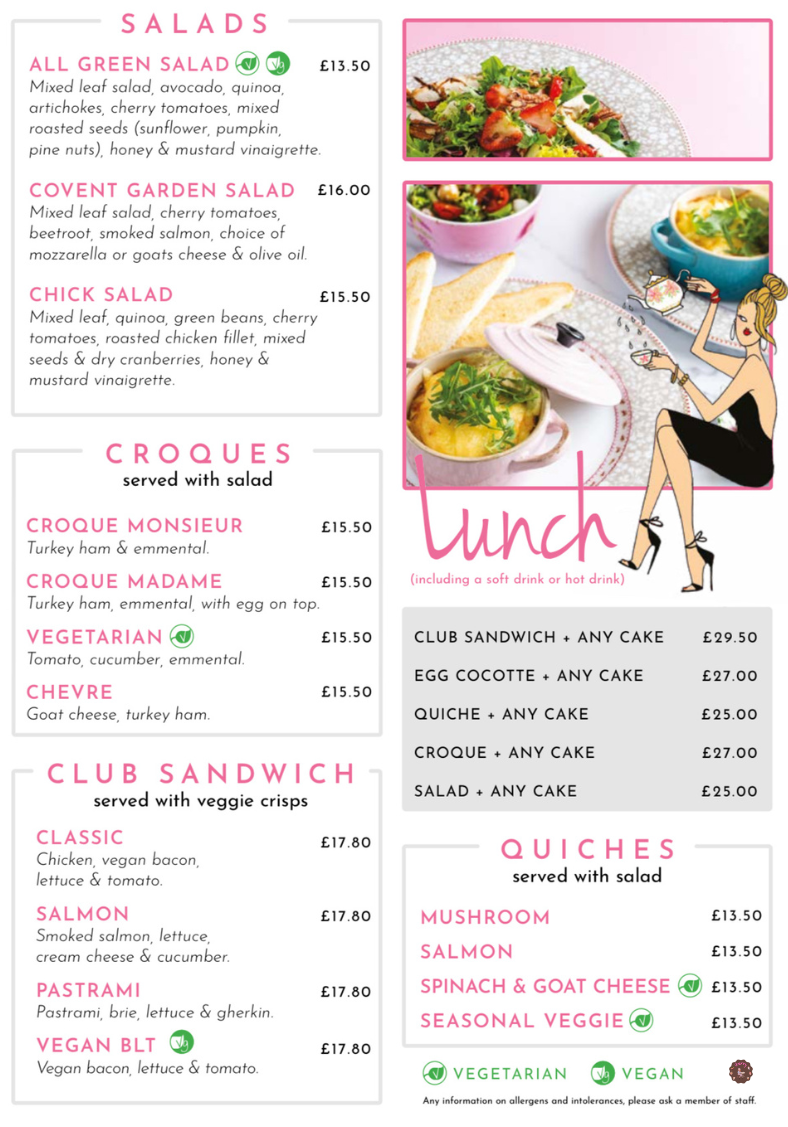 SALADS
ALL GREEN SALAD V Vg £13.50
Mixed leaf salad, avocado, quinoa,
artichokes, cherry tomatoes, mixed
roasted seeds (sunflower, pumpkin,
pine nuts), honey & mustard vinaigrette.
COVENT GARDEN SALAD £16.00
Mixed leaf salad, cherry tomatoes,
beetroot, smoked salmon, choice of
mozzarella or goats cheese & olive oil.
CHICK SALAD £15.50
Mixed leaf, quinoa, green beans, cherry
tomatoes, roasted chicken fillet, mixed
seeds & dry cranberries, honey &
mustard vinaigrette.
CROQUES
served with salad
CROQUE MONSIEUR £15.50
Turkey ham & emmental.
CROQUE MADAME £15.50
Turkey ham, emmental, with egg on top.
VEGETARIAN V £15.50
Tomato, cucumber, emmental.
CHEVRE £15.50
Goat cheese, turkey ham.
CLUB SANDWICH
served with veggie crisps
CLASSIC £17.80
Chicken, vegan bacon,
lettuce & tomato.
SALMON £17.80
Smoked salmon, lettuce,
cream cheese & cucumber.
PASTRAMI £17.80
Pastrami, brie, lettuce & gherkin.
VEGAN BLT Vg £17.80
Vegan bacon, lettuce & tomato.
Lunch
(including a soft drink or hot drink)
CLUB SANDWICH + ANY CAKE £29.50
EGG COCOTTE + ANY CAKE £27.00
QUICHE + ANY CAKE £25.00
CROQUE + ANY CAKE £27.00
SALAD + ANY CAKE £25.00
QUICHES
served with salad
MUSHROOM £13.50
SALMON £13.50
SPINACH & GOAT CHEESE V £13.50
SEASONAL VEGGIE V £13.50
V VEGETARIAN Vg VEGAN
Any information on allergens and intolerances, please ask a member of staff.